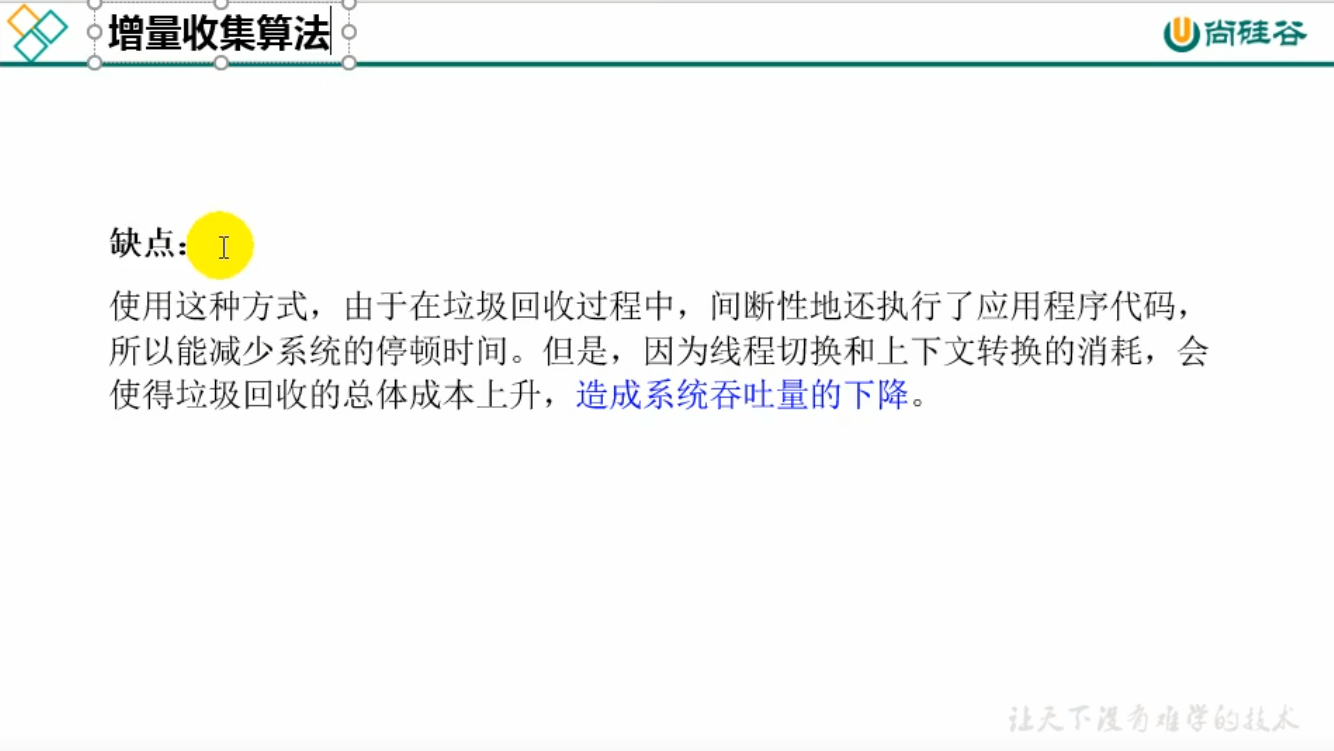 增量收集算法
尚硅谷
缺点：
使用这种方式，由于在垃圾回收过程中，间断性地还执行了应用程序代码，
所以能减少系统的停顿时间。但是，因为线程切换和上下文转换的消耗，会
使得垃圾回收的总体成本上升，造成系统吞吐量的下降。
让天下没有难学的技术